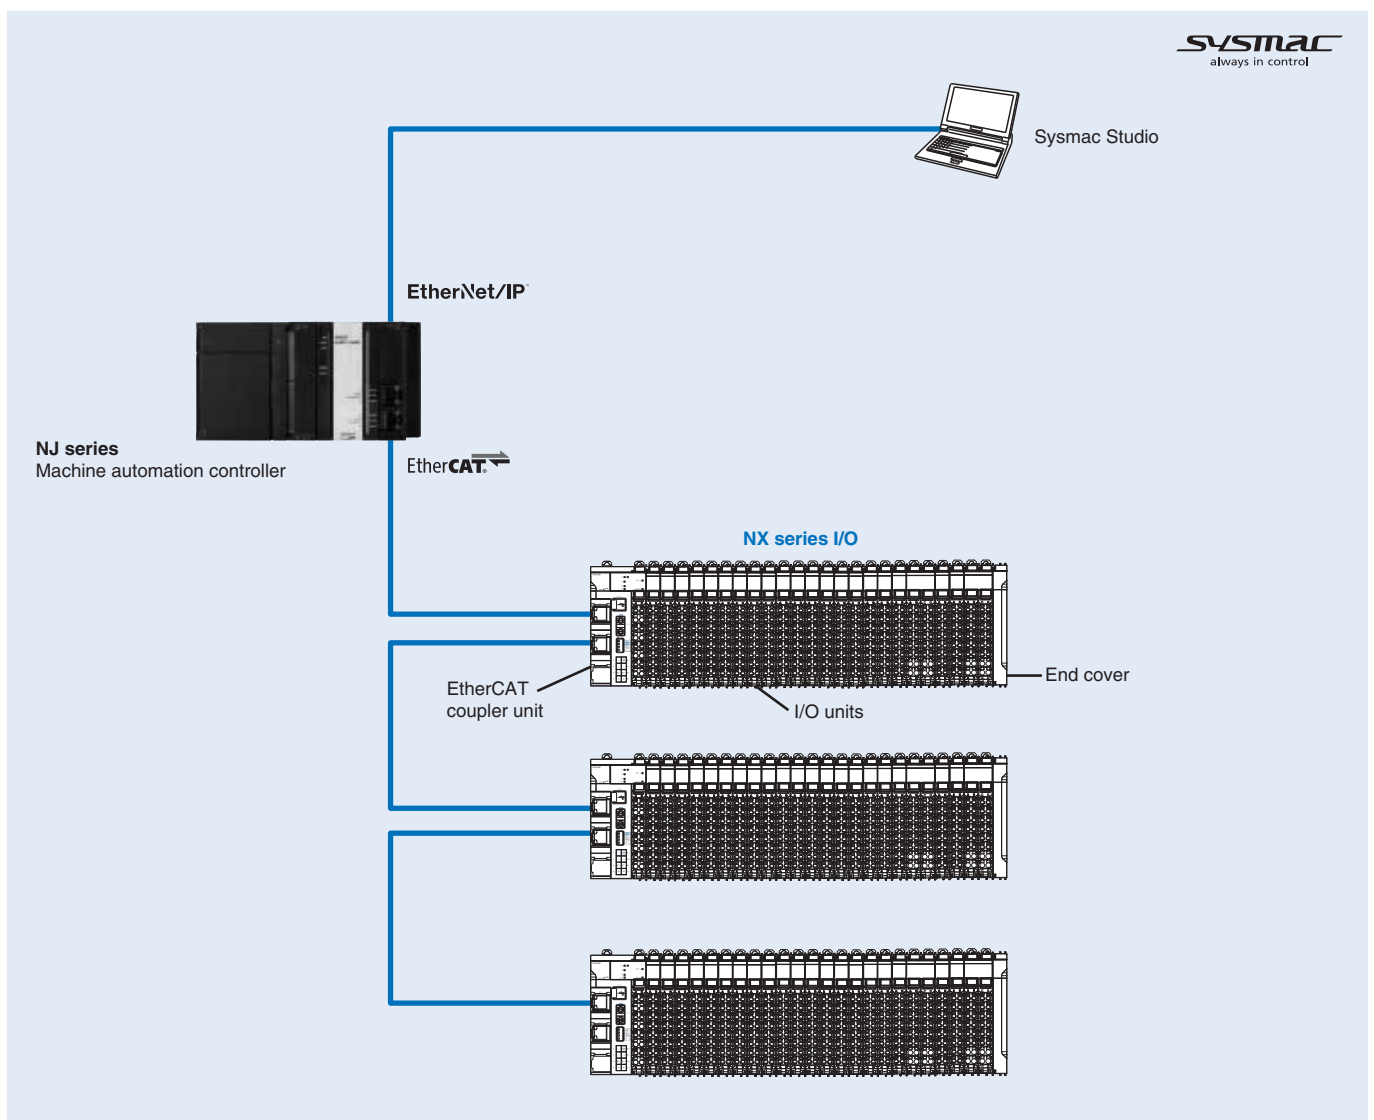 sysmac
always in control
Sysmac Studio
EtherNet/IP™
NJ series
Machine automation controller
EtherCAT®
NX series I/O
EtherCAT
coupler unit
I/O units
End cover